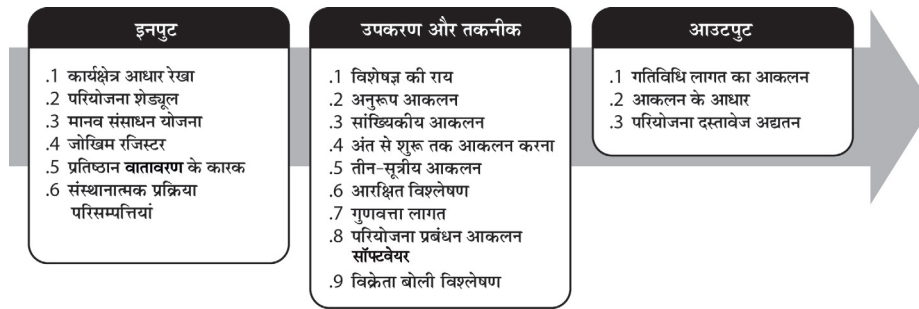 इनपुट
.1 कार्यक्षेत्र आधार रेखा
.2 परियोजना शेड्यूल
.3 मानव संसाधन योजना
.4 जोखिम रजिस्टर
.5 प्रतिष्ठान वातावरण के कारक
.6 संस्थानात्मक प्रक्रिया
परिसम्पत्तियां
उपकरण और तकनीक
.1 विशेषज्ञ की राय
.2 अनुरूप आकलन
.3 सांख्यिकीय आकलन
.4 अंत से शुरू तक आकलन करना
.5 तीन-सूत्रीय आकलन
.6 आरक्षित विश्लेषण
.7 गुणवत्ता लागत
.8 परियोजना प्रबंधन आकलन
सॉफ्टवेयर
.9 विक्रेता बोली विश्लेषण
आउटपुट
.1 गतिविधि लागत का आकलन
.2 आकलन के आधार
.3 परियोजना दस्तावेज अद्यतन